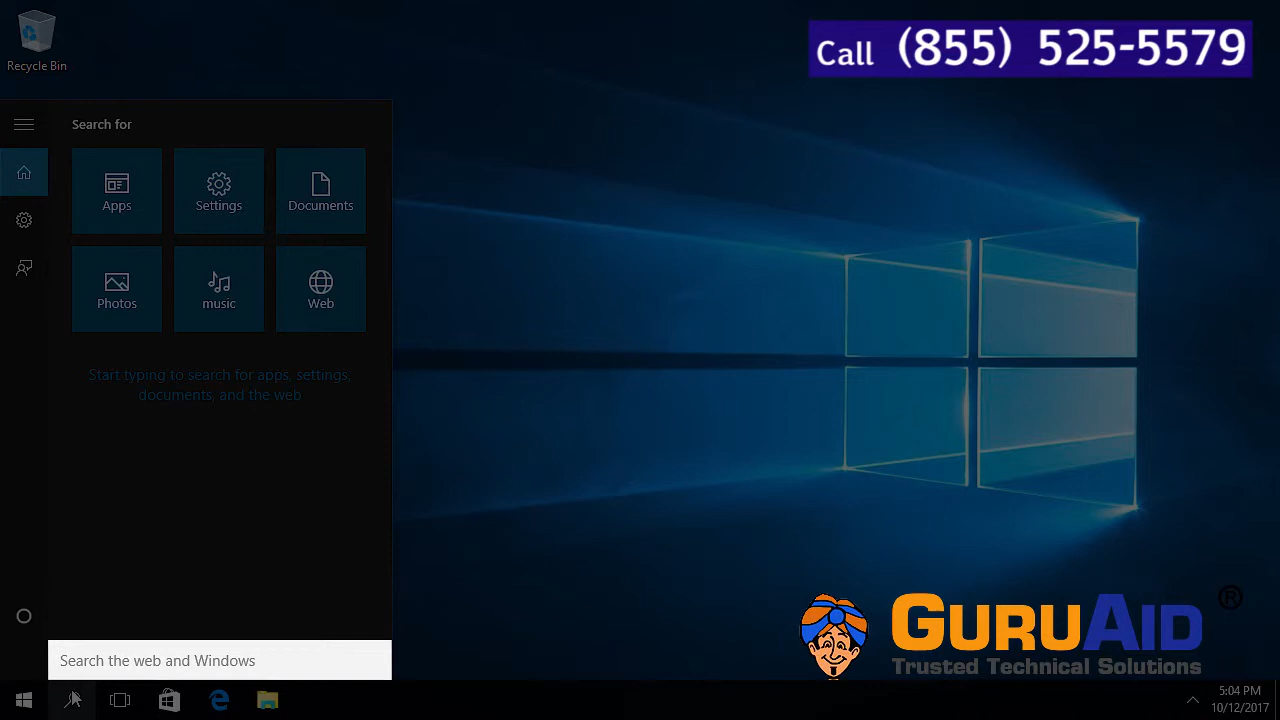 Call (855) 525-5579
Recycle Bin
Search for
Apps
Settings
Documents
Photos
music
Web
Start typing to search for apps, settings,
documents, and the web
Search the web and Windows
GURUAID ®
Trusted Technical Solutions
5:04 PM
10/12/2017